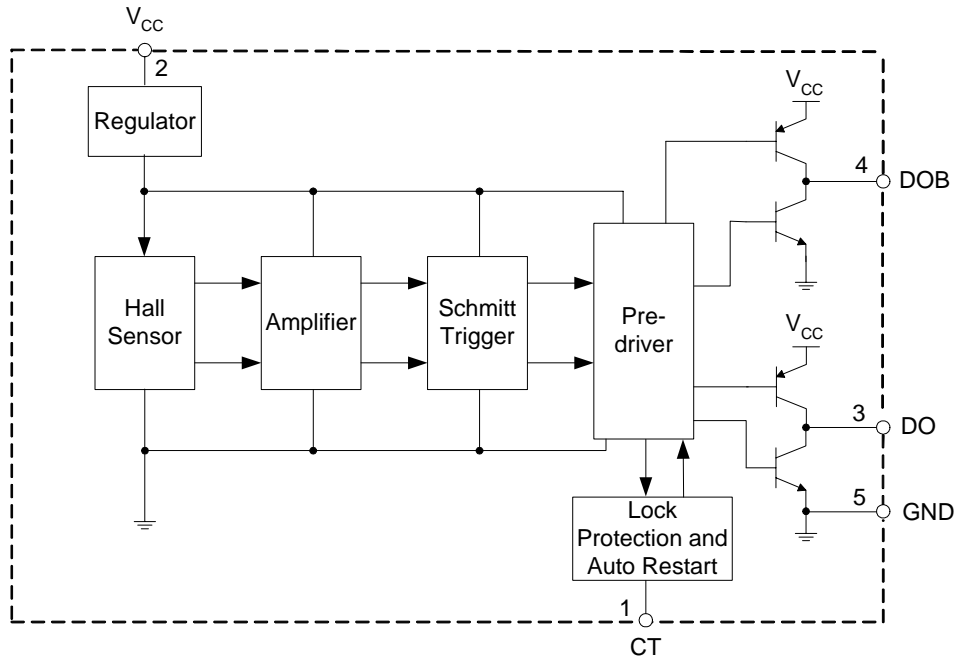 VCC
2
Regulator
VCC
4
DOB
Hall
Sensor
Amplifier
Schmitt
Trigger
Pre-
driver
VCC
3
DO
5
GND
Lock
Protection and
Auto Restart
1
CT